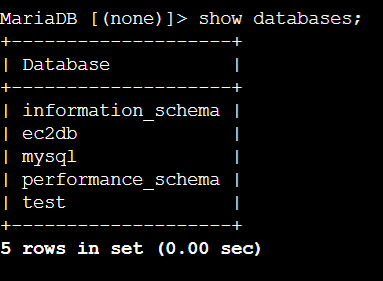 MariaDB [(none)]> show databases;
+--------------------+
| Database           |
+--------------------+
| information_schema |
| ec2db              |
| mysql              |
| performance_schema |
| test               |
+--------------------+
5 rows in set (0.00 sec)